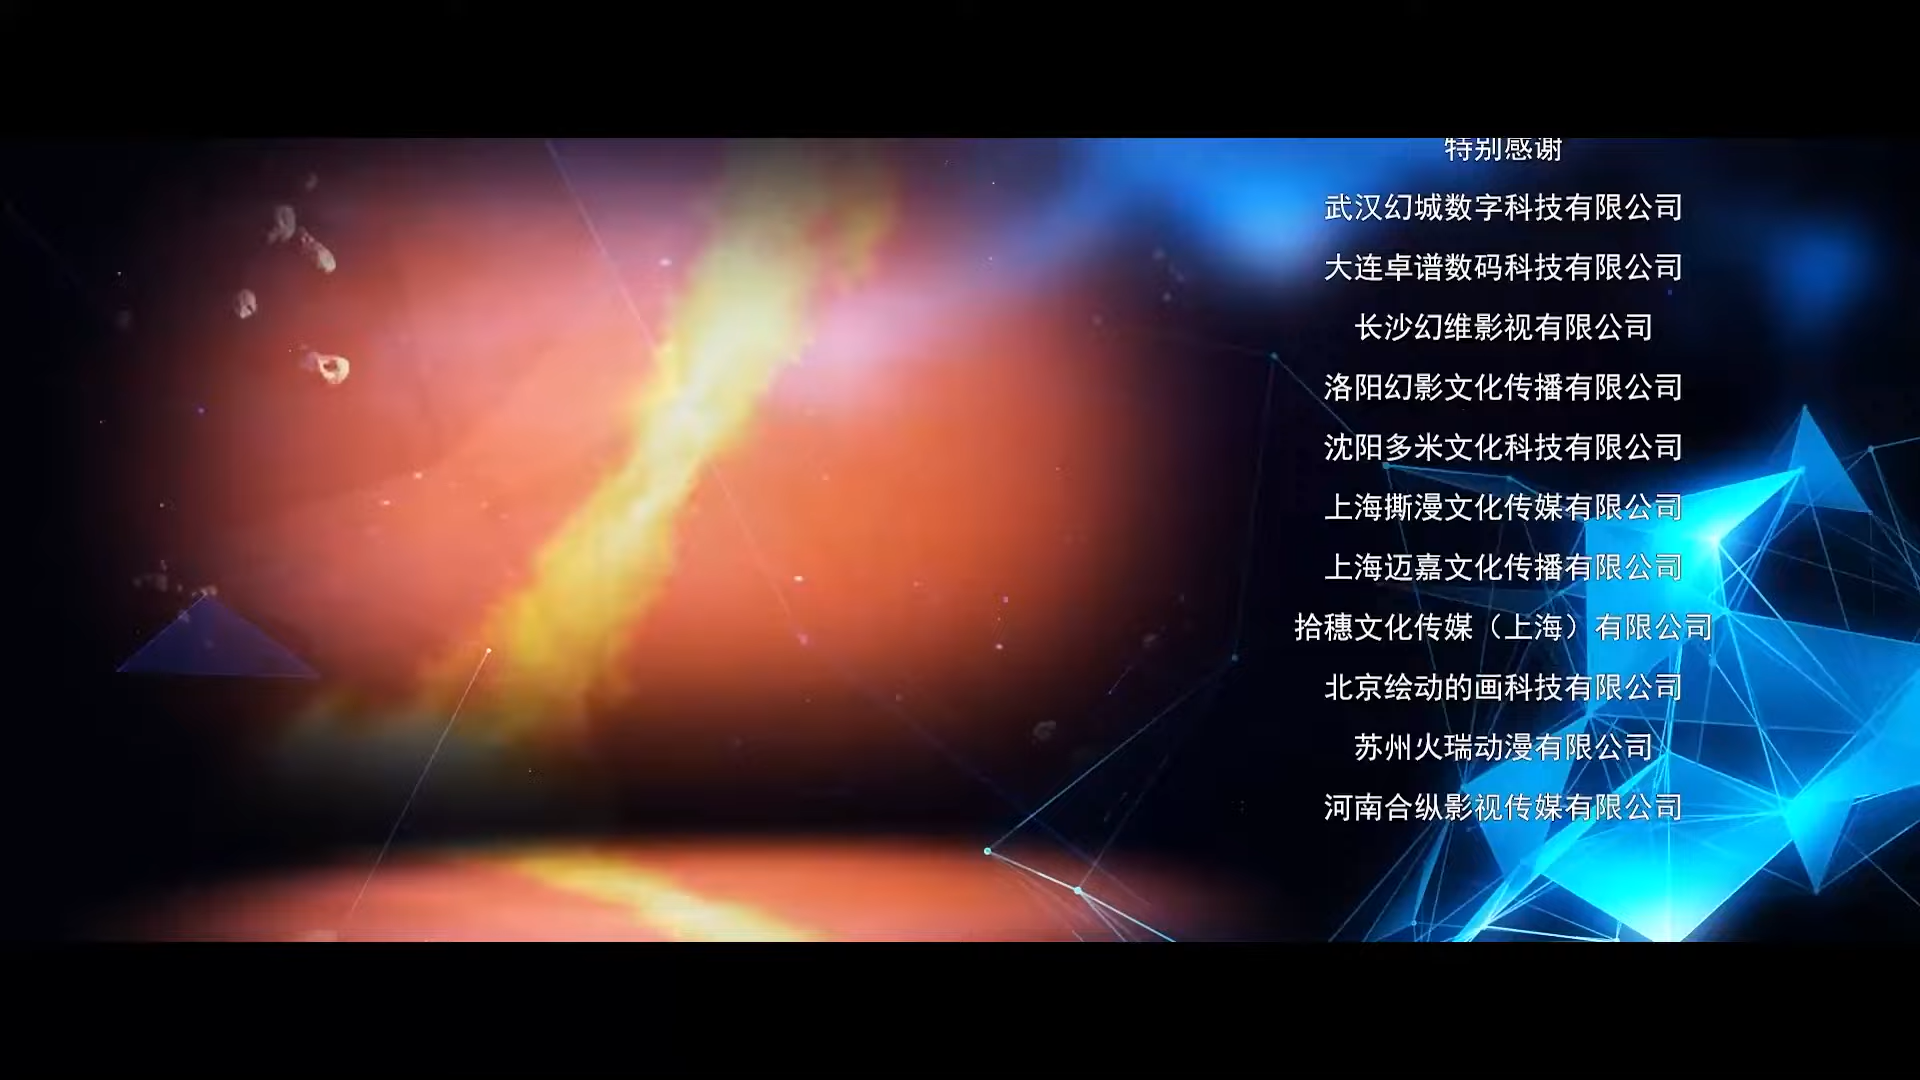 特别感谢
武汉幻城数字科技有限公司
大连卓谱数码科技有限公司
长沙幻维影视有限公司
洛阳幻影文化传播有限公司
沈阳多米文化科技有限公司
上海撕漫文化传媒有限公司
上海迈嘉文化传播有限公司
拾穗文化传媒（上海）有限公司
北京绘动的画科技有限公司
苏州火瑞动漫有限公司
河南合纵影视传媒有限公司